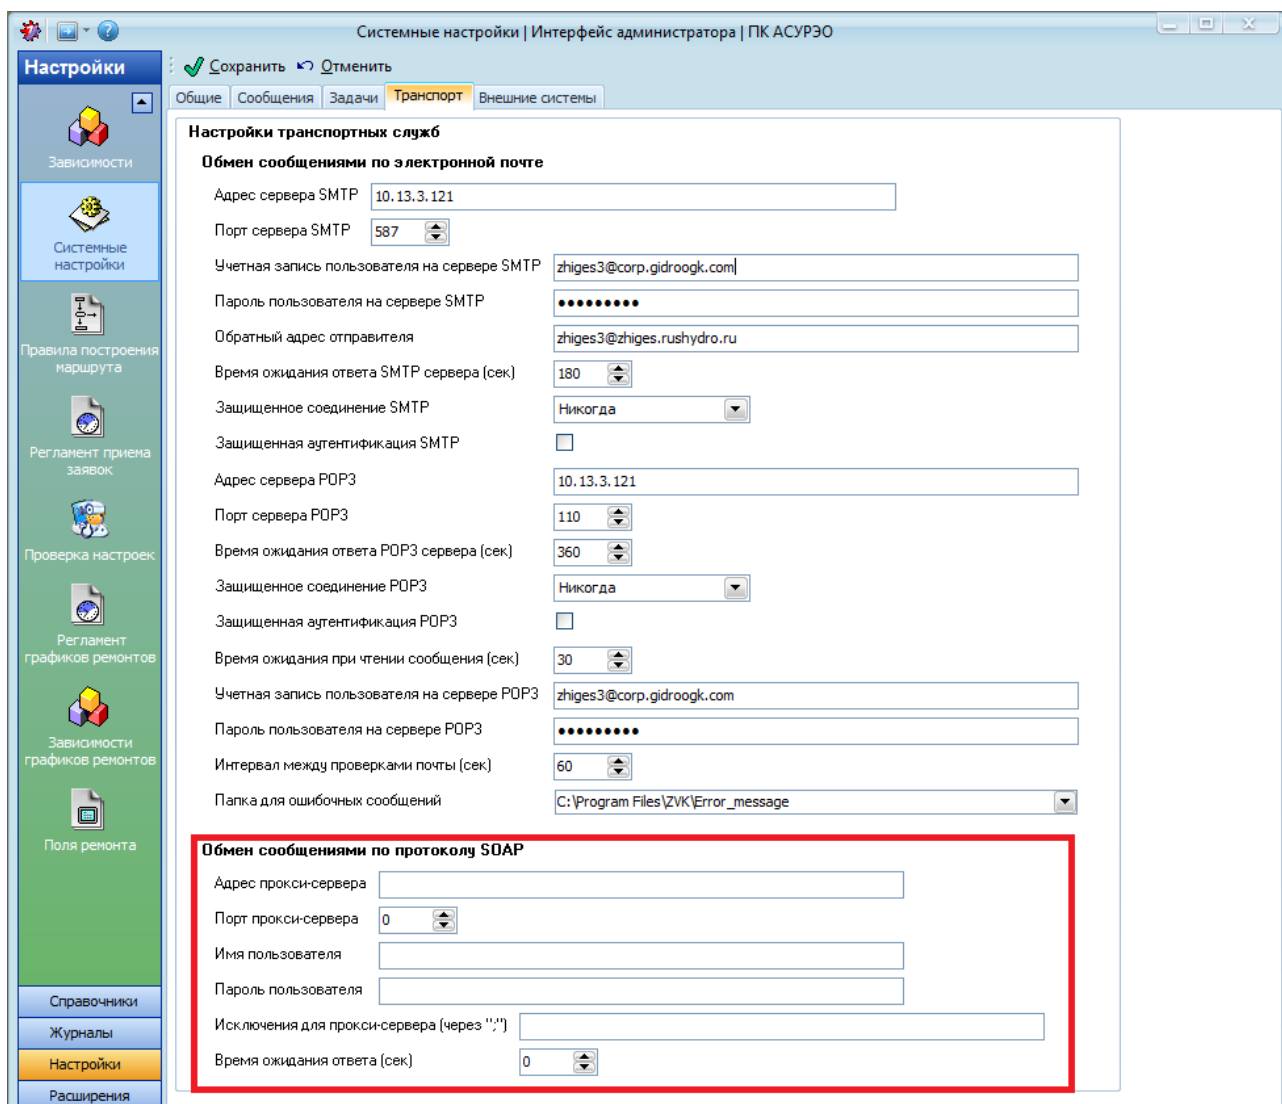 Системные настройки | Интерфейс администратора | ПК АСУРЭО
Настройки
Сохранить Отменить
Общие Сообщения Задачи Транспорт Внешние системы
Зависимости
Системные
настройки
Правила построения
маршрута
Регламент приема
заявок
Проверка настроек
Регламент
графиков ремонтов
Зависимости
графиков ремонтов
Поля ремонта
Справочники
Журналы
Настройки
Расширения
Настройки транспортных служб
Обмен сообщениями по электронной почте
Адрес сервера SMTP 10.13.3.121
Порт сервера SMTP 587
Учетная запись пользователя на сервере SMTP zhiges3@corp.gidroogk.com
Пароль пользователя на сервере SMTP •••••••••
Обратный адрес отправителя zhiges3@zhiges.rushydro.ru
Время ожидания ответа SMTP сервера (сек) 180
Защищенное соединение SMTP Никогда
Защищенная аутентификация SMTP
Адрес сервера POP3 10.13.3.121
Порт сервера POP3 110
Время ожидания ответа POP3 сервера (сек) 360
Защищенное соединение POP3 Никогда
Защищенная аутентификация POP3
Время ожидания при чтении сообщения (сек) 30
Учетная запись пользователя на сервере POP3 zhiges3@corp.gidroogk.com
Пароль пользователя на сервере POP3 •••••••••
Интервал между проверками почты (сек) 60
Папка для ошибочных сообщений C:\Program Files\ZVK\Error_message
Обмен сообщениями по протоколу SOAP
Адрес прокси-сервера
Порт прокси-сервера 0
Имя пользователя
Пароль пользователя
Исключения для прокси-сервера (через ";")
Время ожидания ответа (сек) 0